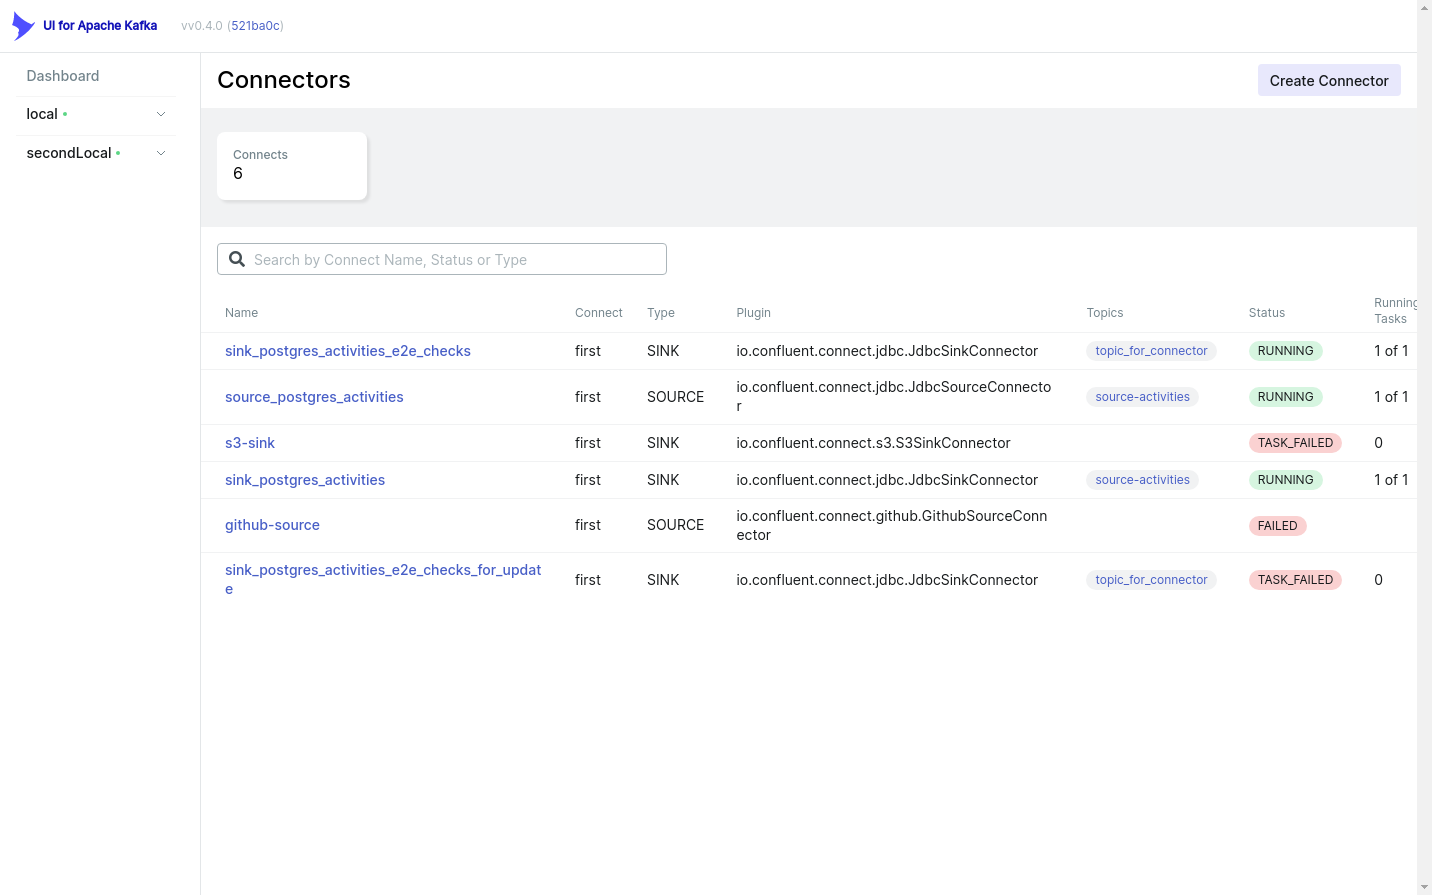 UI for Apache Kafka vv0.4.0 (521ba0c)
Dashboard
local
secondLocal
Connectors
Create Connector
Connects
6
Search by Connect Name, Status or Type
Name Connect Type Plugin Topics Status Running
Tasks
sink_postgres_activities_e2e_checks first SINK io.confluent.connect.jdbc.JdbcSinkConnector topic_for_connector RUNNING 1 of 1
source_postgres_activities first SOURCE io.confluent.connect.jdbc.JdbcSourceConnecto
r source-activities RUNNING 1 of 1
s3-sink first SINK io.confluent.connect.s3.S3SinkConnector TASK_FAILED 0
sink_postgres_activities first SINK io.confluent.connect.jdbc.JdbcSinkConnector source-activities RUNNING 1 of 1
github-source first SOURCE io.confluent.connect.github.GithubSourceConn
ector FAILED
sink_postgres_activities_e2e_checks_for_updat
e first SINK io.confluent.connect.jdbc.JdbcSinkConnector topic_for_connector TASK_FAILED 0